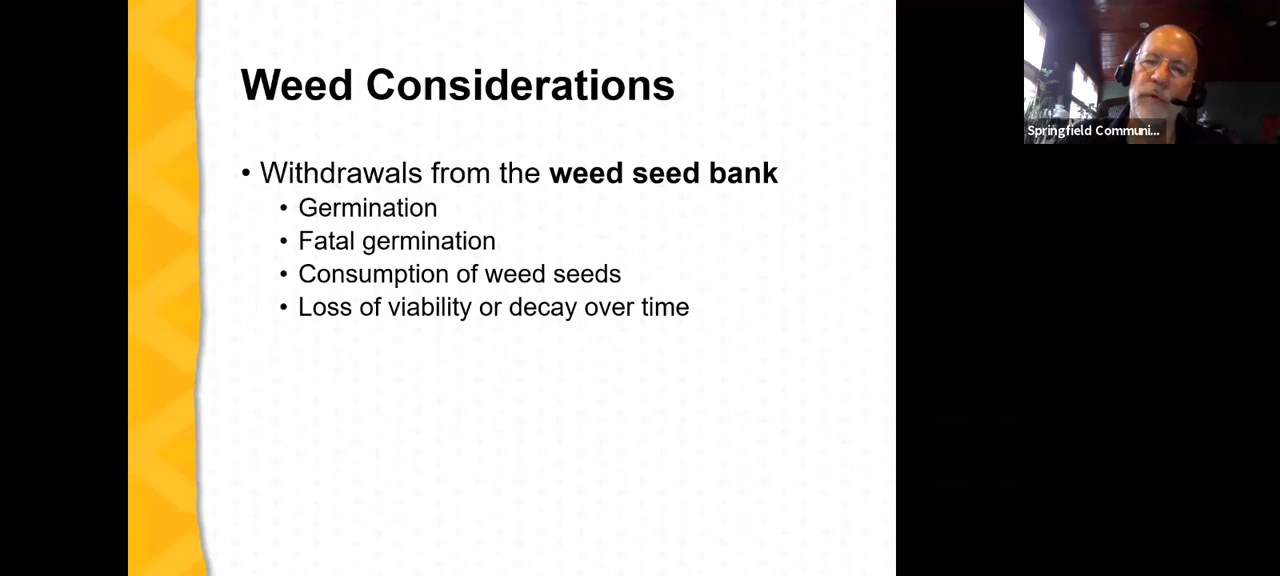 Weed Considerations
• Withdrawals from the weed seed bank
• Germination
• Fatal germination
• Consumption of weed seeds
• Loss of viability or decay over time
Springfield Communi...